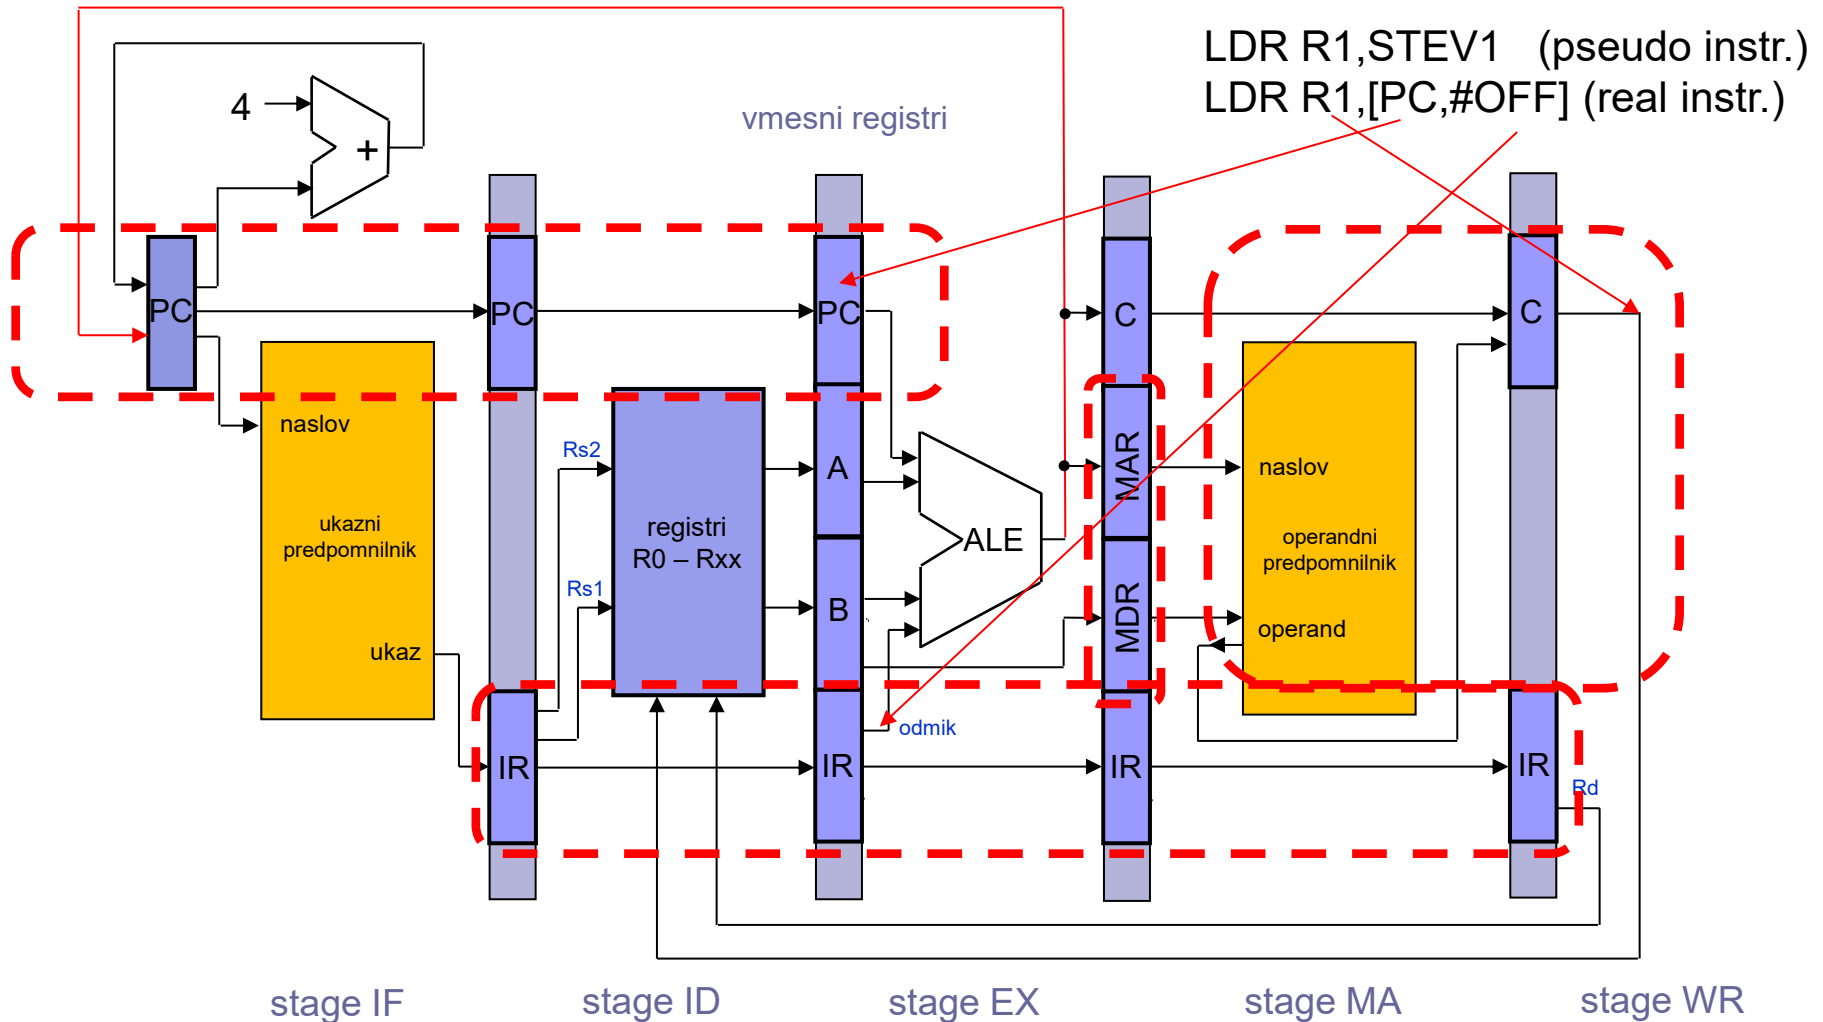 LDR R1,STEV1 (pseudo instr.)
LDR R1,[PC,#OFF] (real instr.)
4
+
vmesni registri
PC
PC
PC
C
C
naslov
ukazni
predpomnilnik
ukaz
Rs2
Rs1
registri
R0 – Rxx
A
B
ALE
MAR
MDR
naslov
operandni
predpomnilnik
operand
IR
IR
odmik
IR
IR
Rd
stage IF
stage ID
stage EX
stage MA
stage WR